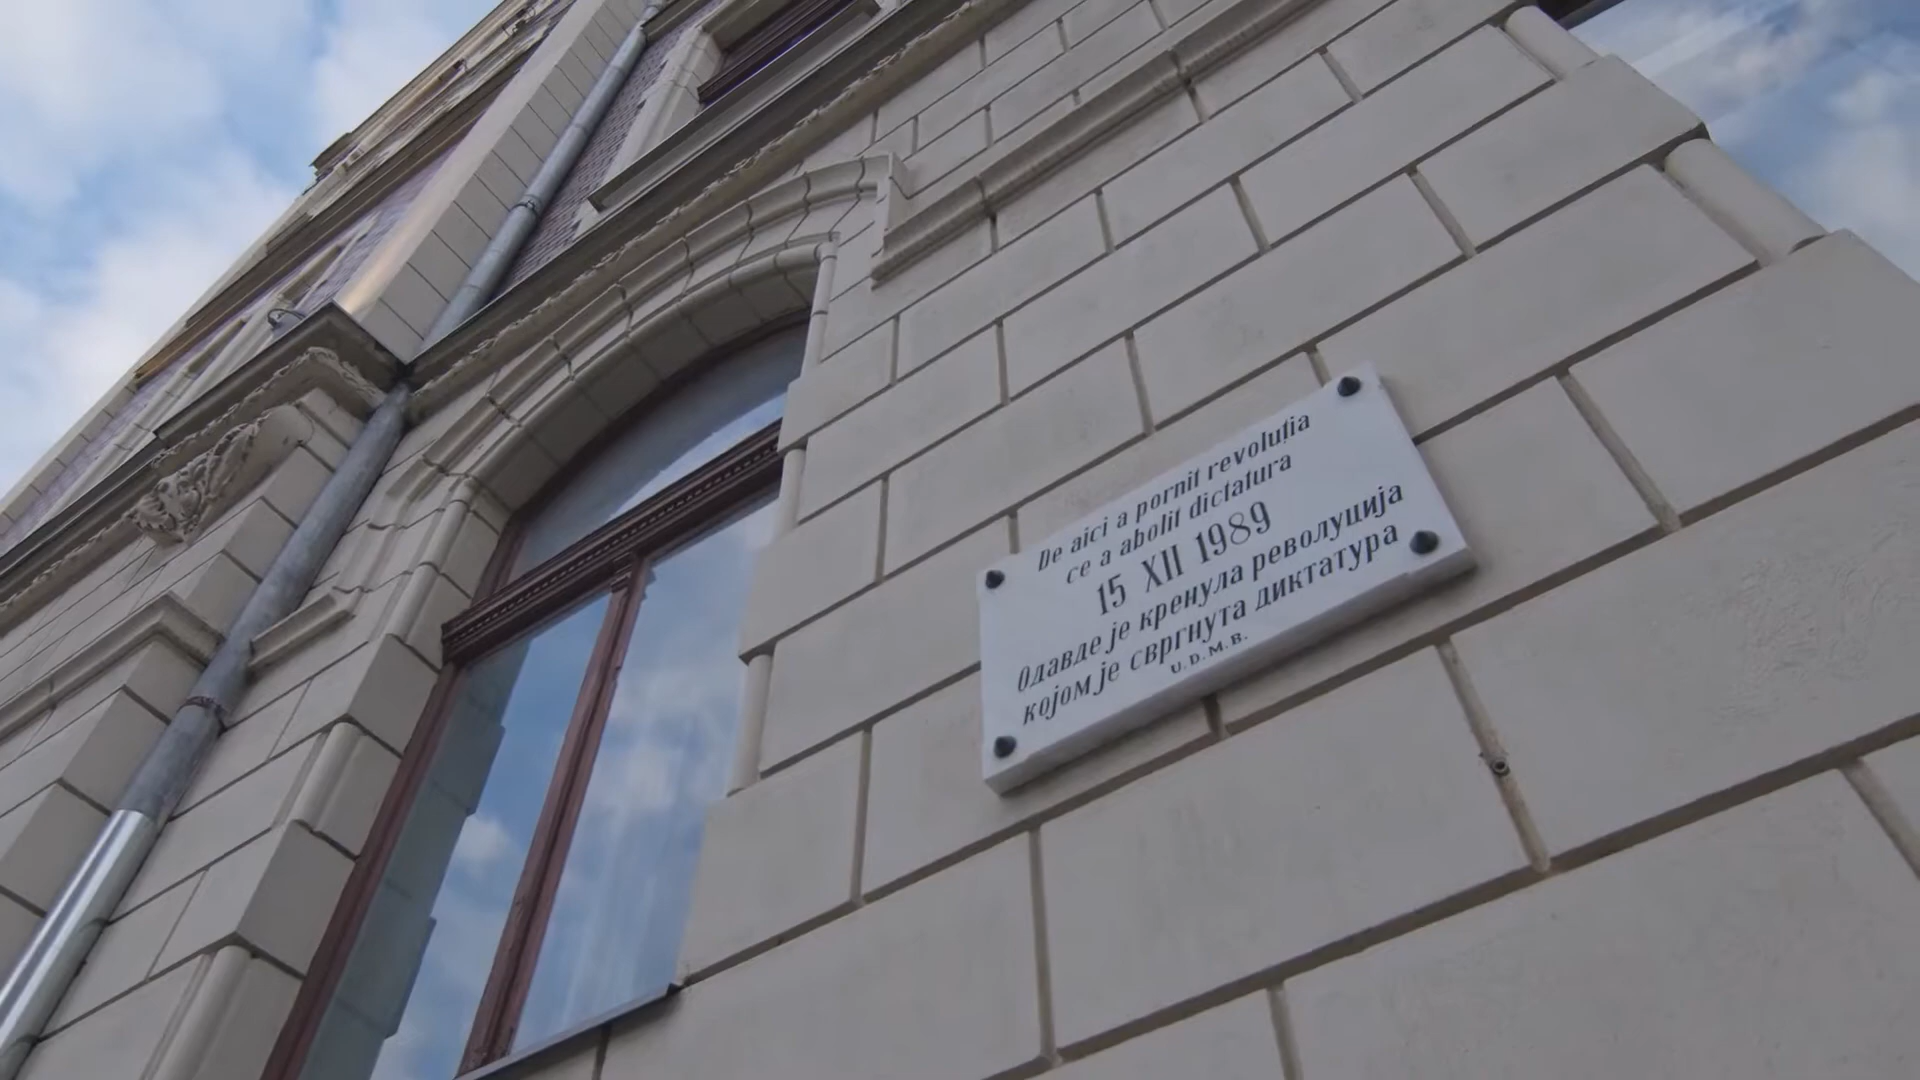 De aici a pornit revoluția
ce a abolit dictatura
15 XII 1989
Одавде је кренула револуција
којом је свргнута диктатура
U.D.M.B.